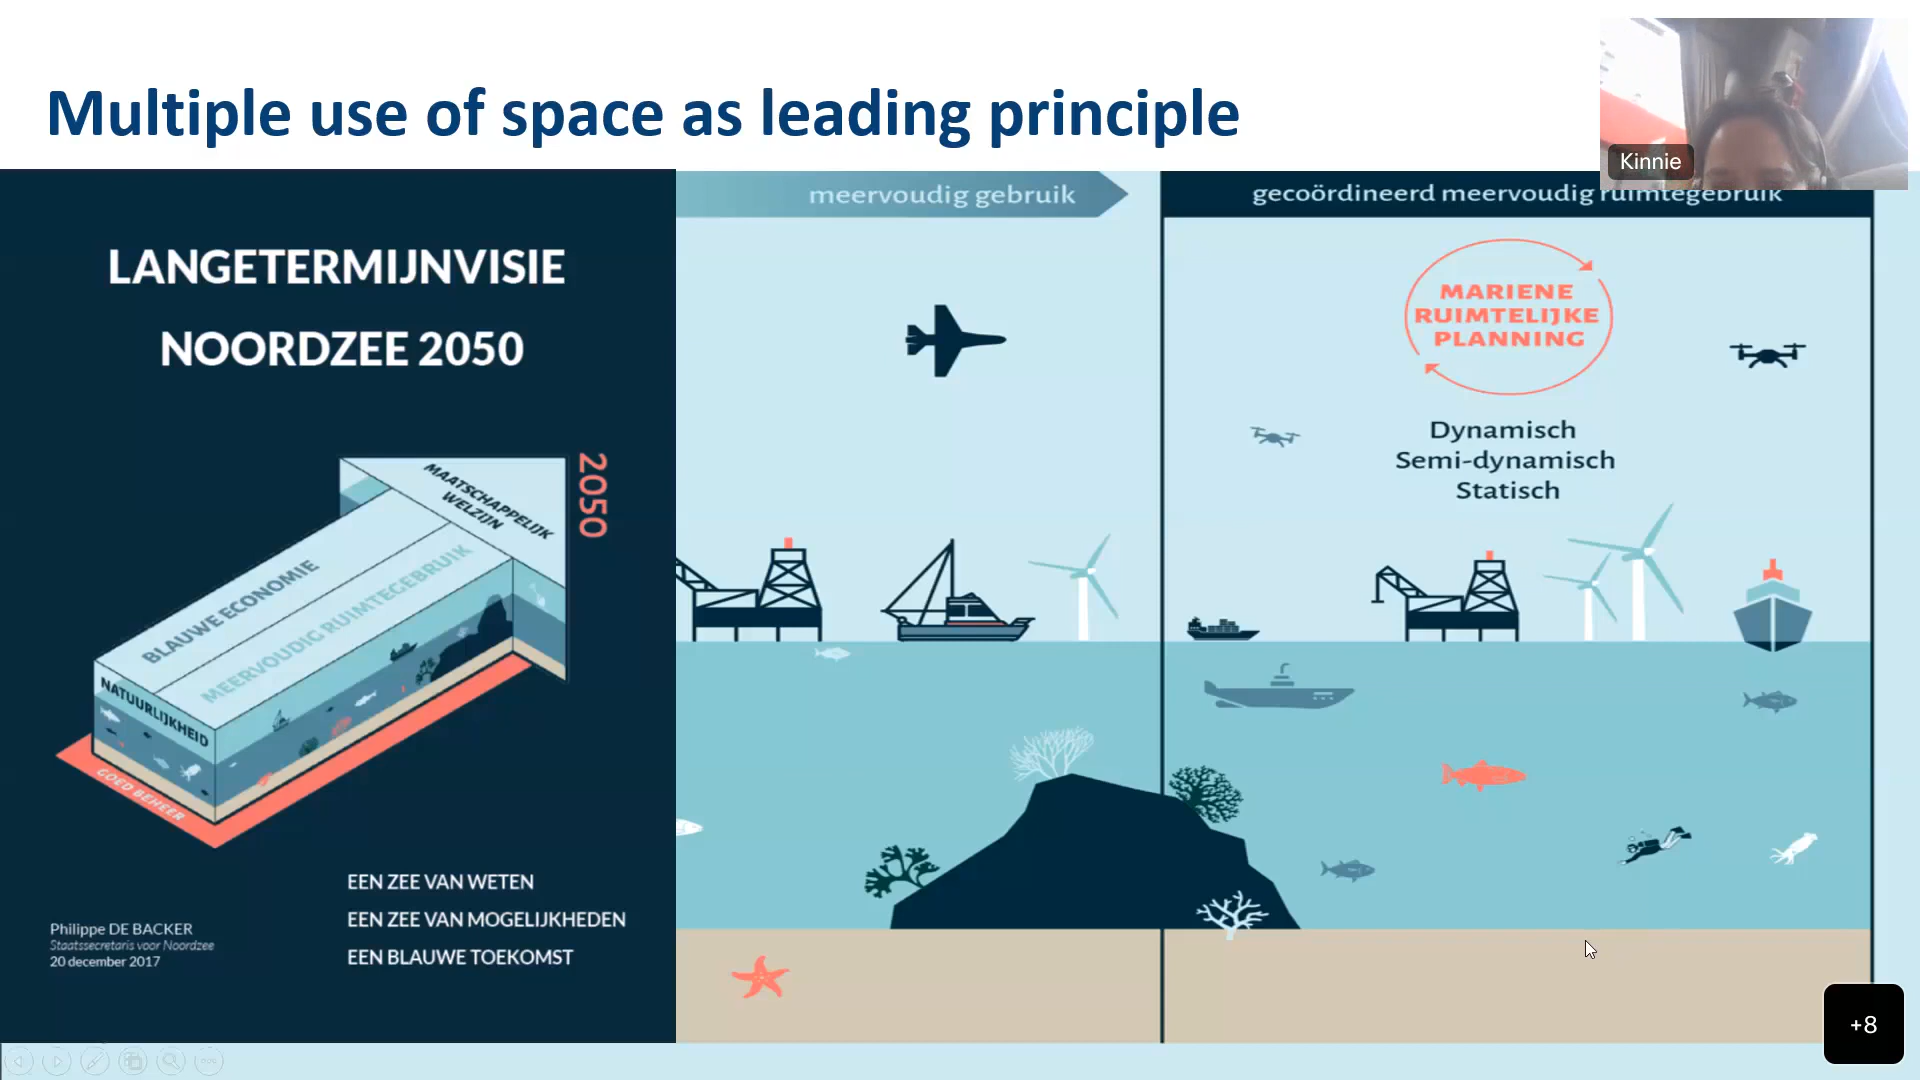 Multiple use of space as leading principle
Kinnie
LANGETERMIJNVISIE
NOORDZEE 2050
2050
MAATSCHAPPELIJK
WELZIJN
BLAUWE ECONOMIE
MEERVOUDIG RUIMTEGEBRUIK
NATUURLIJKHEID
GOED BEHEER
Philippe DE BACKER
Staatssecretaris voor Noordzee
20 december 2017
EEN ZEE VAN WETEN
EEN ZEE VAN MOGELIJKHEDEN
EEN BLAUWE TOEKOMST
meervoudig gebruik
gecoördineerd meervoudig ruimtegebruik
MARIENE
RUIMTELIJKE
PLANNING
Dynamisch
Semi-dynamisch
Statisch
+8